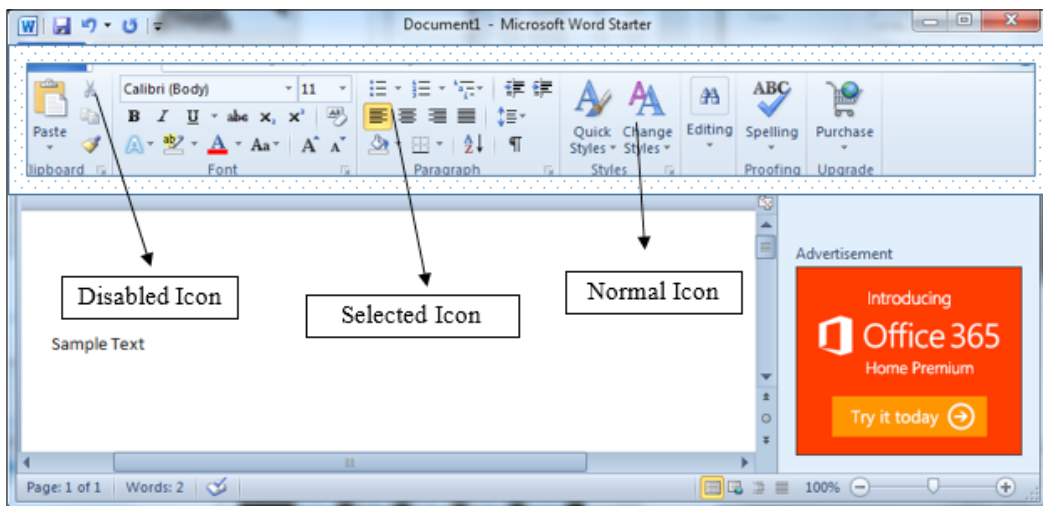 Document1 - Microsoft Word Starter
Calibri (Body) 11
ABC
B I U abc x, x²
Paste
Quick Change Editing Spelling Purchase
Styles Styles
ab A Aa A A
lipboard Font Paragraph Styles Proofing Upgrade
Advertisement
Disabled Icon
Selected Icon
Normal Icon
Introducing
Office 365
Home Premium
Try it today
Sample Text
Page: 1 of 1 Words: 2 100%